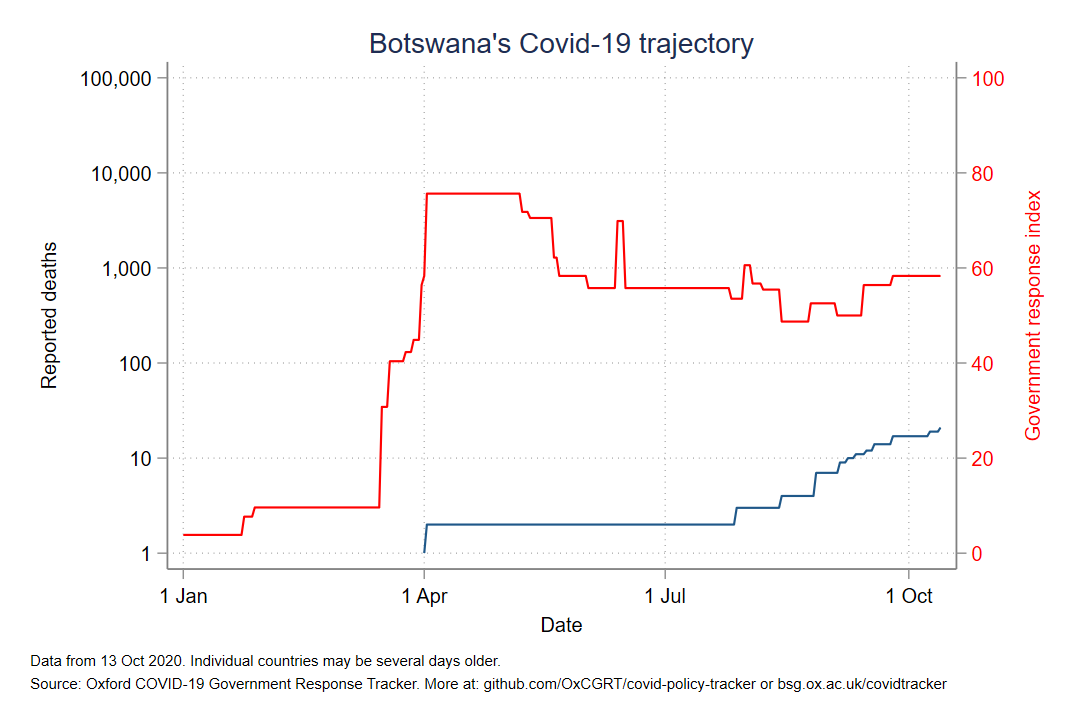 Botswana's Covid-19 trajectory
100,000
10,000
1,000
100
10
1
Reported deaths
100
80
60
40
20
0
Government response index
1 Jan
1 Apr
1 Jul
1 Oct
Date
Data from 13 Oct 2020. Individual countries may be several days older.
Source: Oxford COVID-19 Government Response Tracker. More at: github.com/OxCGRT/covid-policy-tracker or bsg.ox.ac.uk/covidtracker